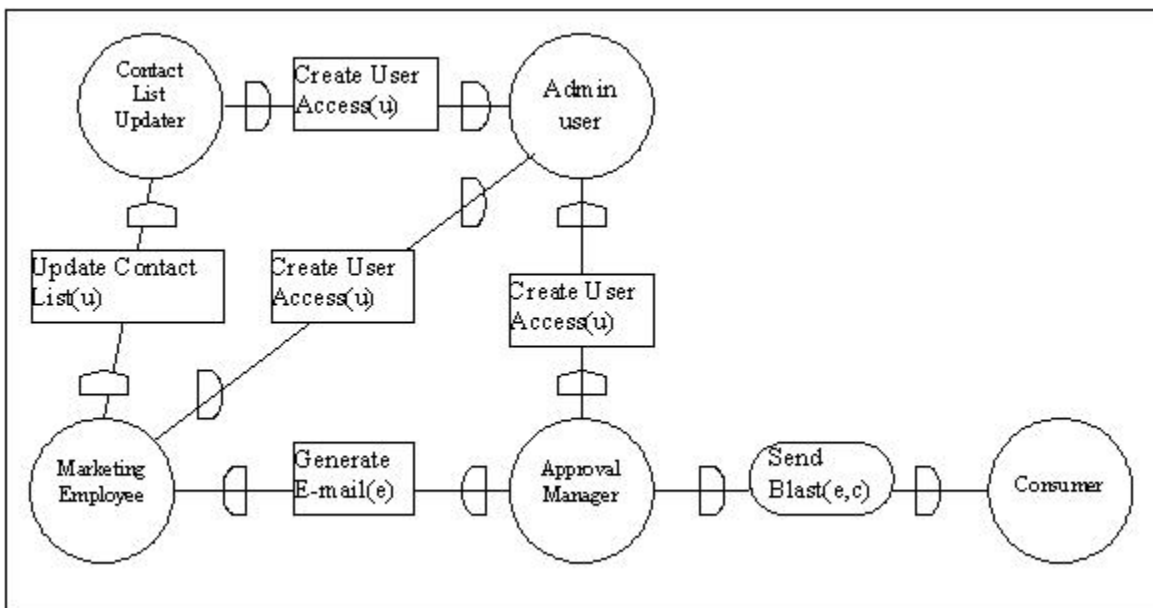 Contact
List
Updater
Create User
Access(u)
Admin
user
Update Contact
List(u)
Create User
Access(u)
Create User
Access(u)
Marketing
Employee
Generate
E-mail(e)
Approval
Manager
Send
Blast(e,c)
Consumer